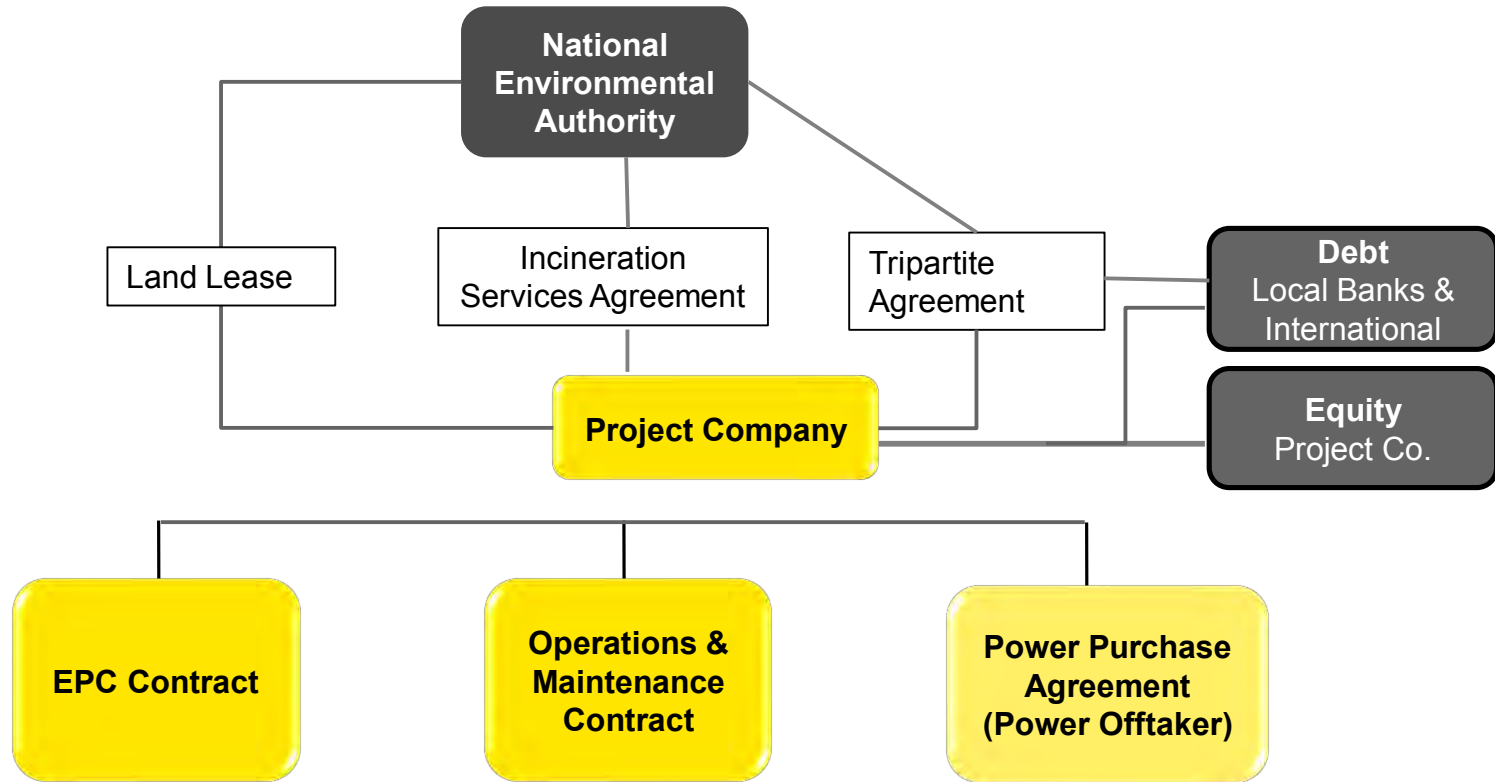 National
Environmental
Authority
Land Lease
Incineration
Services Agreement
Tripartite
Agreement
Debt
Local Banks &
International
Project Company
Equity
Project Co.
EPC Contract
Operations &
Maintenance
Contract
Power Purchase
Agreement
(Power Offtaker)